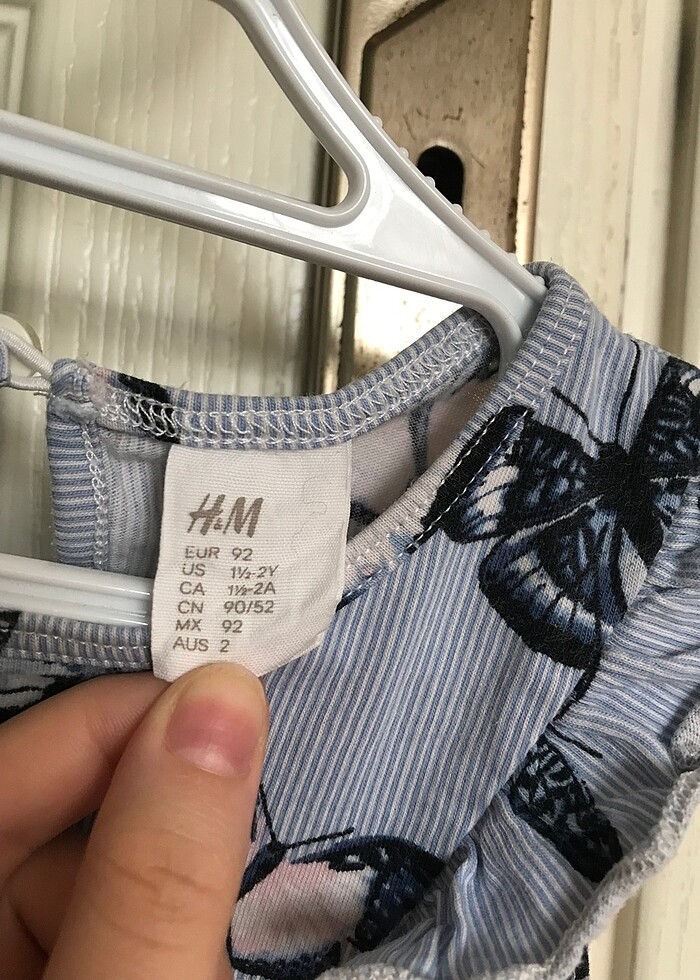 H&M
EUR 92
US 1½-2Y
CA 1½-2A
CN 90/52
MX 92
AUS 2